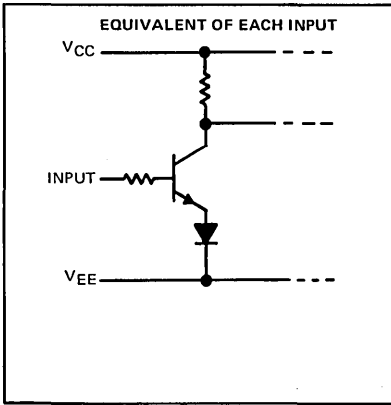 EQUIVALENT OF EACH INPUT
VCC
INPUT
VEE